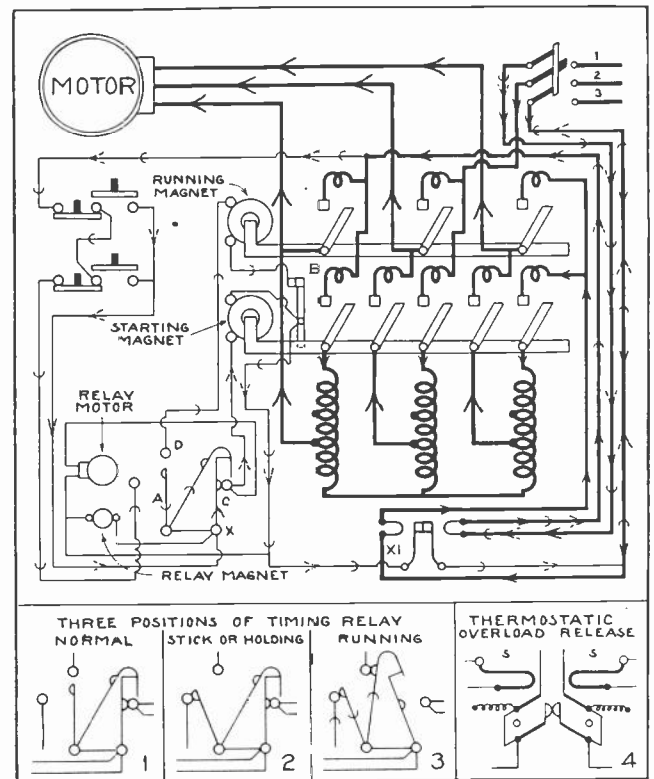 MOTOR
1
2
3
RUNNING
MAGNET
B
STARTING
MAGNET
RELAY
MOTOR
D
A
C
X
X1
RELAY MAGNET
THREE POSITIONS OF TIMING RELAY
NORMAL
STICK OR HOLDING
RUNNING
1
2
3
THERMOSTATIC
OVERLOAD RELEASE
S
S
4